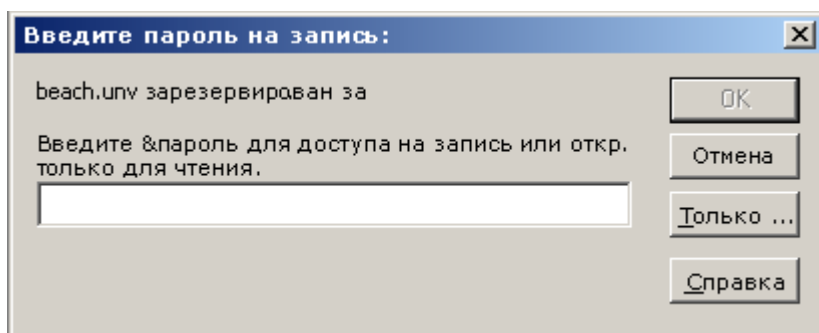 Введите пароль на запись:
beach.unv зарезервирован за
Введите &пароль для доступа на запись или откр.
только для чтения.
OK
Отмена
Только ...
Справка